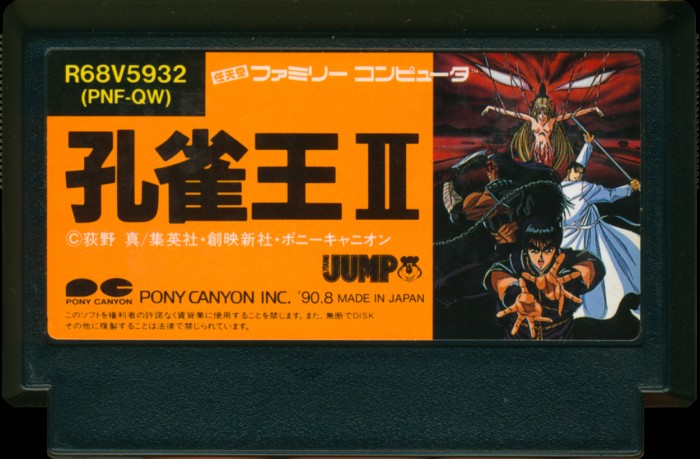 R68V5932
(PNF-QW)
任天堂 ファミリー コンピュータ™
孔雀王II
©荻野 真/集英社・創映新社・ポニーキャニオン
YOUNG JUMP
PONY CANYON
PONY CANYON INC. '90.8 MADE IN JAPAN
このソフトを権利者の許諾なく賃貸業に使用することを禁じます。また、無断でDISK
その他に複製することは法律で禁じられています。